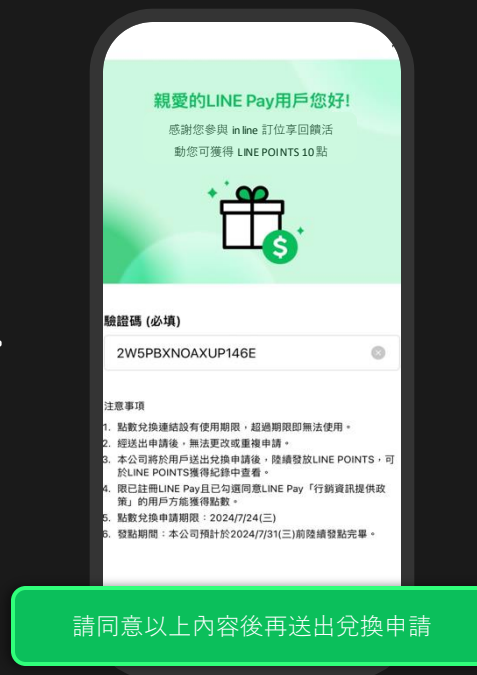 親愛的LINE Pay用戶您好!
感謝您參與 inline 訂位享回饋活
動您可獲得 LINE POINTS 10點
$
驗證碼 (必填)
2W5PBXNOAXUP146E
注意事項
1. 點數兌換連結設有使用期限，超過期限即無法使用。
2. 經送出申請後，無法更改或重複申請。
3. 本公司將於用戶送出兌換申請後，陸續發放LINE POINTS，可
於LINE POINTS獲得紀錄中查看。
4. 限已註冊LINE Pay且已勾選同意LINE Pay「行銷資訊提供政
策」的用戶方能獲得點數。
5. 點數兌換申請期限：2024/7/24(三)
6. 發點期間：本公司預計於2024/7/31(三)前陸續發點完畢。
請同意以上內容後再送出兌換申請